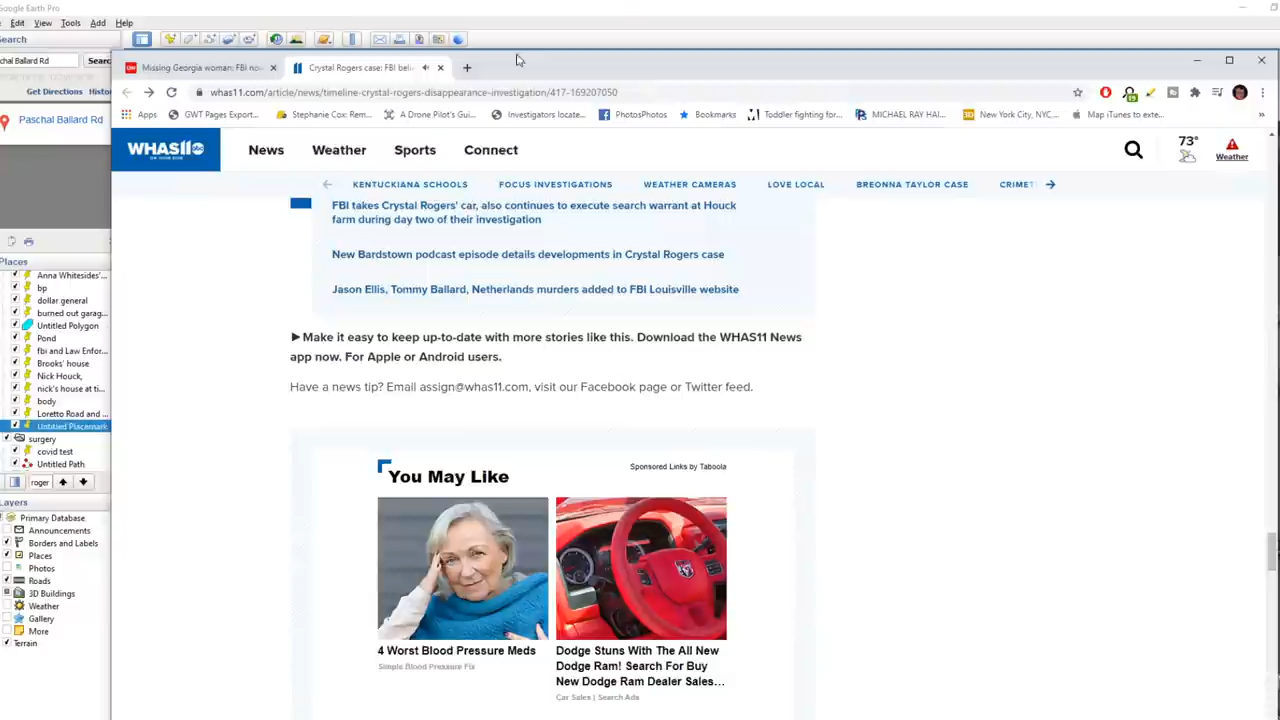 Google Earth Pro
Edit View Tools Add Help
Search
chal Ballard Rd Searc
Get Directions Histo
Paschal Ballard Rd
Places
Anna Whitesides'...
bp
dollar general
burned out garag...
Untitled Polygon
Pond
fbi and Law Enfor...
Brooks' house
Nick Houck,
nick's house at ti...
body
Loretto Road and ...
Untitled Placemark
surgery
covid test
Untitled Path
roger
Layers
Primary Database
Announcements
Borders and Labels
Places
Photos
Roads
3D Buildings
Weather
Gallery
More
Terrain
Missing Georgia woman: FBI no
Crystal Rogers case: FBI beli
whas11.com/article/news/timeline-crystal-rogers-disappearance-investigation/417-169207050
Apps GWT Pages Export... Stephanie Cox: Rem... A Drone Pilot's Gui... Investigators locate... PhotosPhotos Bookmarks Toddler fighting for... MICHAEL RAY HAI... New York City, NYC,... Map iTunes to exte...
WHAS11 abc
News Weather Sports Connect
73°
Weather
KENTUCKIANA SCHOOLS FOCUS INVESTIGATIONS WEATHER CAMERAS LOVE LOCAL BREONNA TAYLOR CASE CRIMET
FBI takes Crystal Rogers' car, also continues to execute search warrant at Houck
farm during day two of their investigation
New Bardstown podcast episode details developments in Crystal Rogers case
Jason Ellis, Tommy Ballard, Netherlands murders added to FBI Louisville website
►Make it easy to keep up-to-date with more stories like this. Download the WHAS11 News
app now. For Apple or Android users.
Have a news tip? Email assign@whas11.com, visit our Facebook page or Twitter feed.
You May Like
Sponsored Links by Taboola
4 Worst Blood Pressure Meds
Simple Blood Pressure Fix
Dodge Stuns With The All New
Dodge Ram! Search For Buy
New Dodge Ram Dealer Sales...
Car Sales | Search Ads